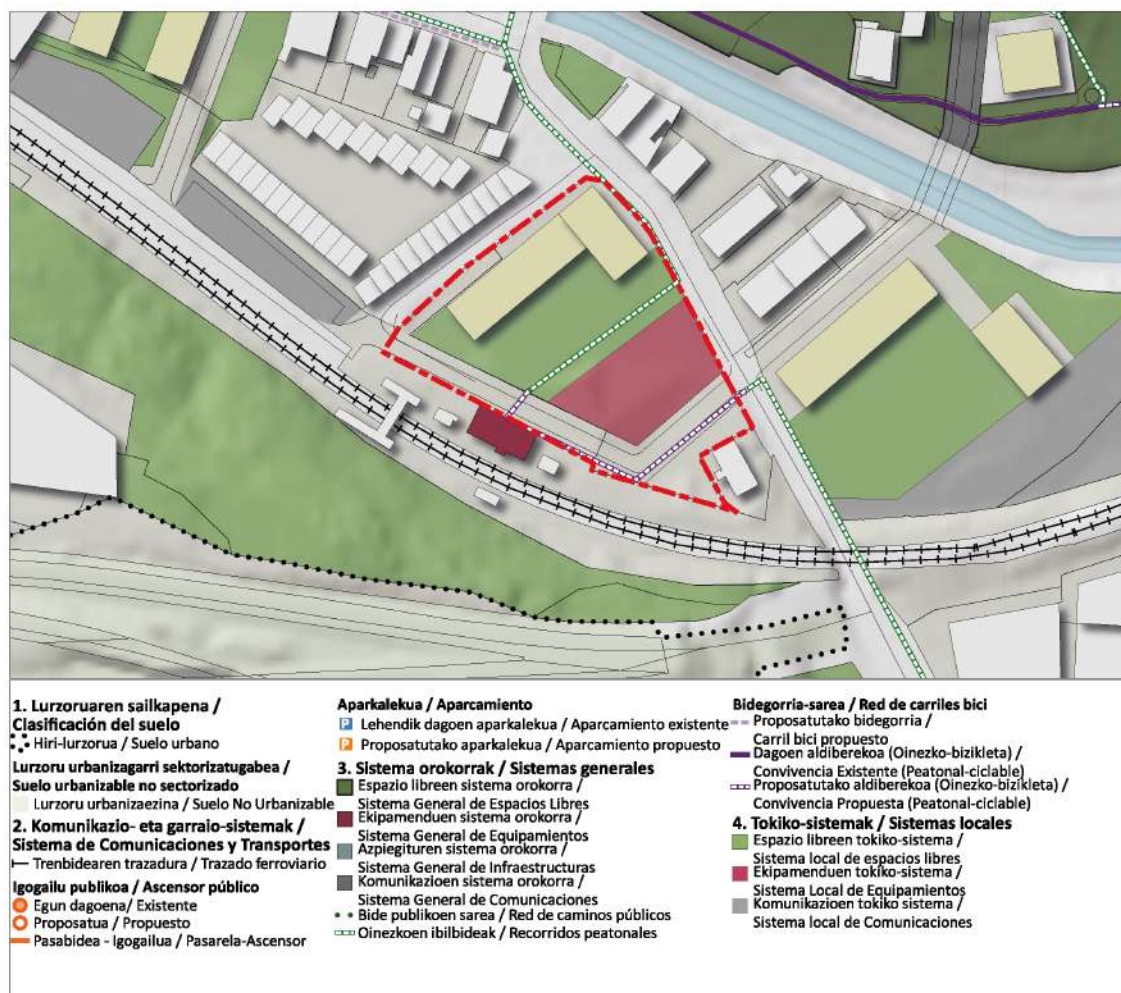 1. Lurzoruaren sailkapena /
Clasificación del suelo
Hiri-lurzorua / Suelo urbano
Lurzoru urbanizagarri sektorizatugabea /
Suelo urbanizable no sectorizado
Lurzoru urbanizaezina / Suelo No Urbanizable
2. Komunikazio- eta garraio-sistemak /
Sistema de Comunicaciones y Transportes
Trenbidearen trazadura / Trazado ferroviario
Igogailu publikoa / Ascensor público
Egun dagoena/ Existente
Proposatua / Propuesto
Pasabidea - Igogailua / Pasarela-Ascensor
Aparkalekua / Aparcamiento
P Lehendik dagoen aparkalekua / Aparcamiento existente
P Proposatutako aparkalekua / Aparcamiento propuesto
3. Sistema orokorrak / Sistemas generales
Espazio libreen sistema orokorra /
Sistema General de Espacios Libres
Ekipamenduen sistema orokorra /
Sistema General de Equipamientos
Azpiegituren sistema orokorra /
Sistema General de Infraestructuras
Komunikazioen sistema orokorra /
Sistema General de Comunicaciones
Bide publikoen sarea / Red de caminos públicos
Oinezkoen ibilbideak / Recorridos peatonales
Bidegorria-sarea / Red de carriles bici
Proposatutako bidegorria /
Carril bici propuesto
Dagoen aldiberekoa (Oinezko-bizikleta) /
Convivencia Existente (Peatonal-ciclable)
Proposatutako aldiberekoa (Oinezko-bizikleta) /
Convivencia Propuesta (Peatonal-ciclable)
4. Tokiko-sistemak / Sistemas locales
Espazio libreen tokiko-sistema /
Sistema local de espacios libres
Ekipamenduen tokiko-sistema /
Sistema Local de Equipamientos
Komunikazioen tokiko sistema /
Sistema local de Comunicaciones